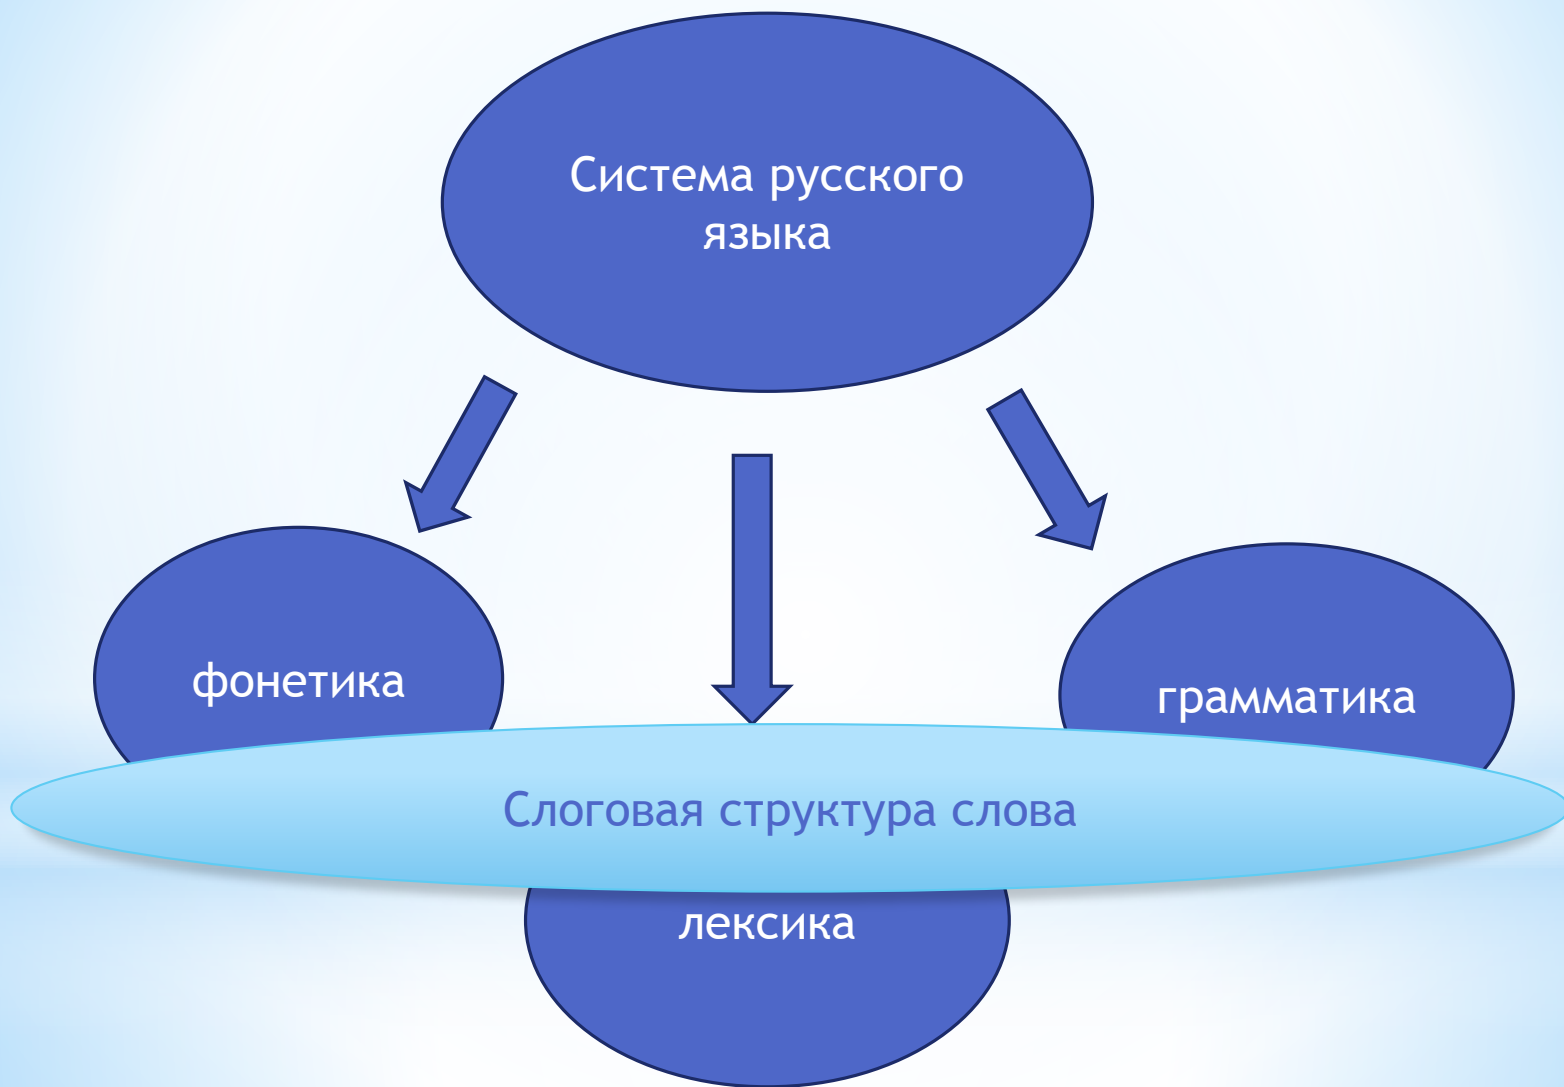 Система русского
языка
фонетика
грамматика
Слоговая структура слова
лексика